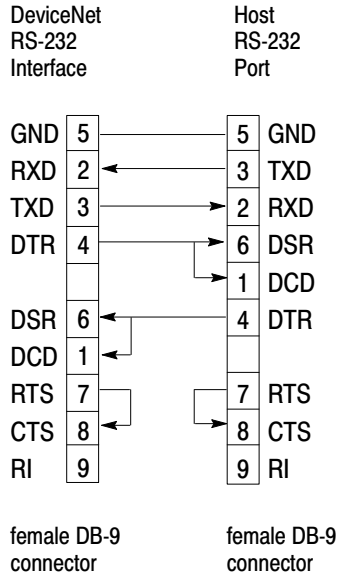 DeviceNet
RS-232
Interface
Host
RS-232
Port
GND 5 5 GND
RXD 2 3 TXD
TXD 3 2 RXD
DTR 4 6 DSR
1 DCD
DSR 6 4 DTR
DCD 1
RTS 7 7 RTS
CTS 8 8 CTS
RI 9 9 RI
female DB-9
connector
female DB-9
connector